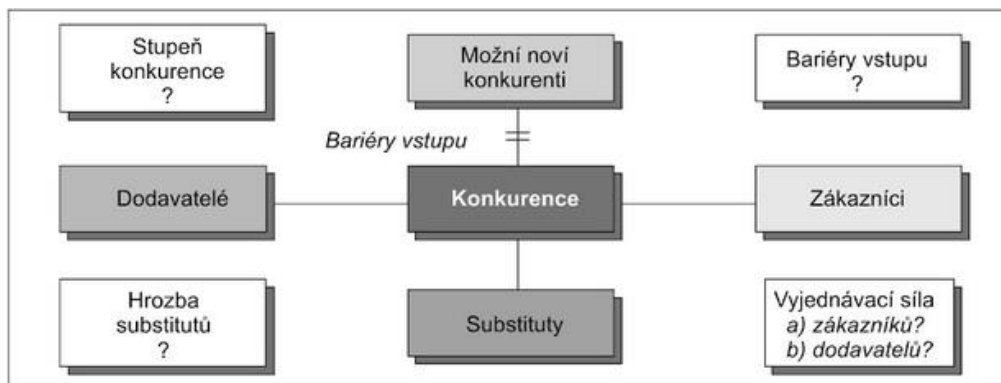 Stupeň
konkurence
?
Možní noví
konkurenti
Bariéry vstupu
?
Bariéry vstupu
Dodavatelé
Konkurence
Zákazníci
Hrozba
substitutů
?
Substituty
Vyjednávací síla
a) zákazníků?
b) dodavatelů?